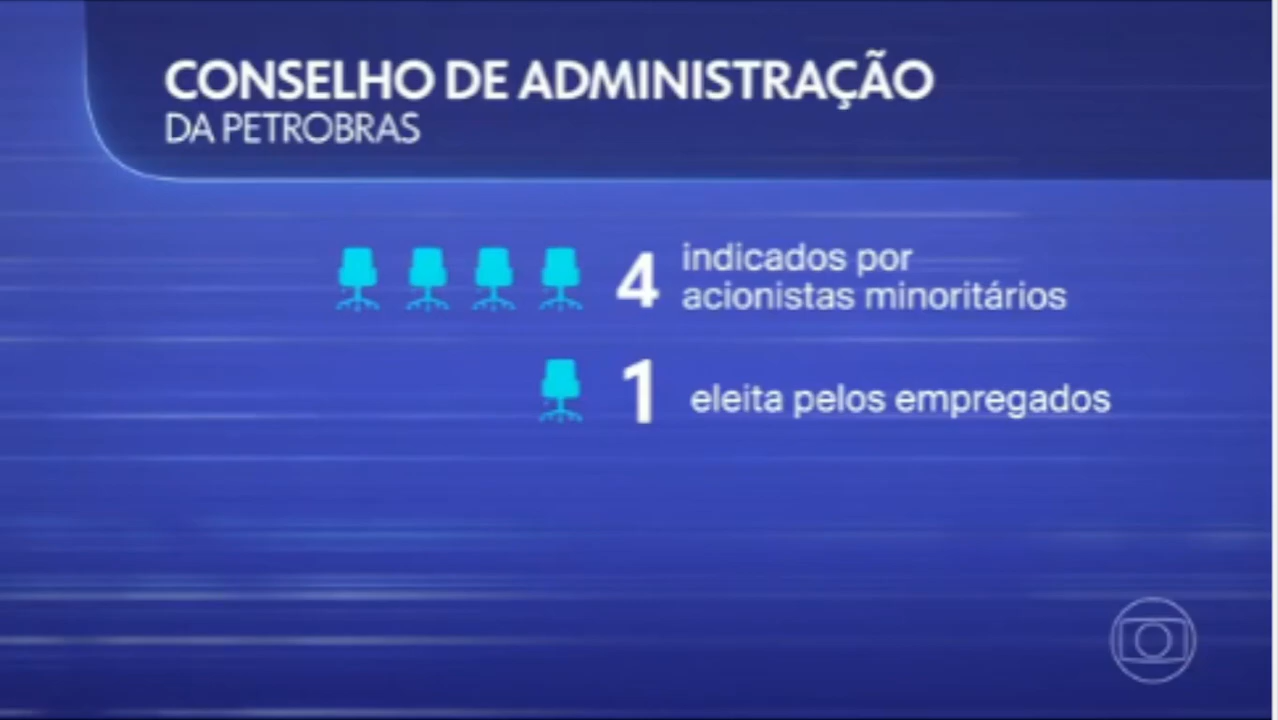 CONSELHO DE ADMINISTRAÇÃO
DA PETROBRAS
4 indicados por
acionistas minoritários
1 eleita pelos empregados